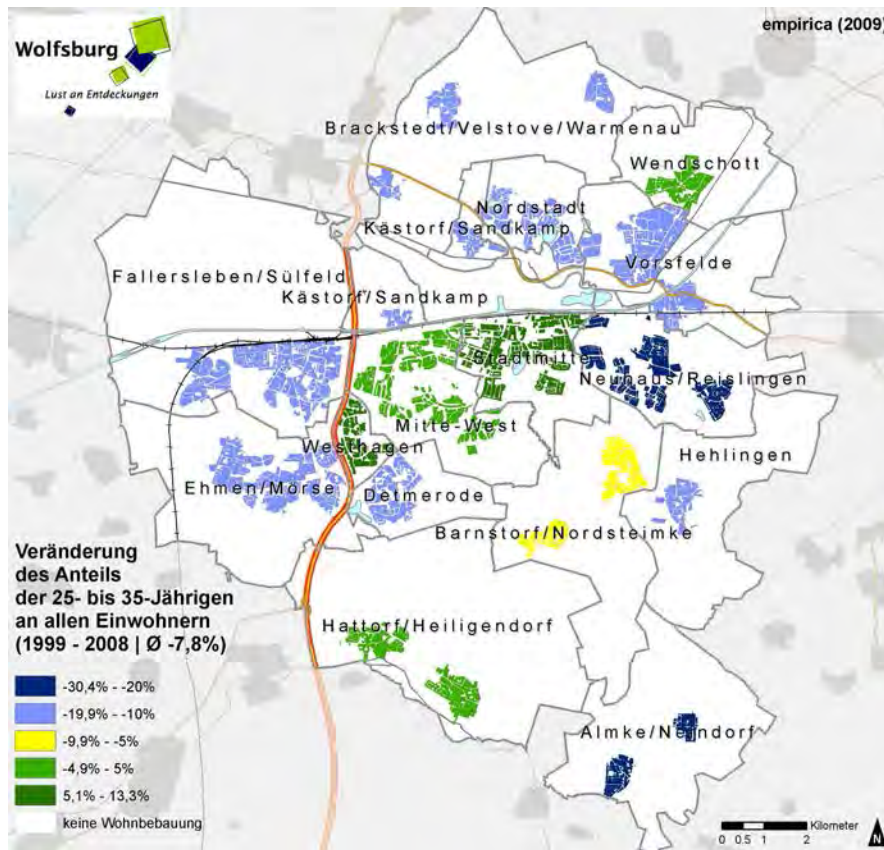 empirica (2009)
Wolfsburg
Lust an Entdeckungen
Brackstedt/Velstove/Warmenau
Wendschott
Nordstadt
Kästorf/Sandkamp
Vorsfelde
Fallersleben/Sülfeld
Kästorf/Sandkamp
Stadtmitte
Neuhaus/Reislingen
Mitte-West
Westhagen
Hehlingen
Ehmen/Mörse
Detmerode
Barnstorf/Nordsteimke
Veränderung
des Anteils
der 25- bis 35-Jährigen
an allen Einwohnern
(1999 - 2008 | Ø -7,8%)
Hattorf/Heiligendorf
-30,4% - -20%
-19,9% - -10%
-9,9% - -5%
-4,9% - 5%
5,1% - 13,3%
keine Wohnbebauung
Almke/Neindorf
Kilometer
0 0.5 1 2
N